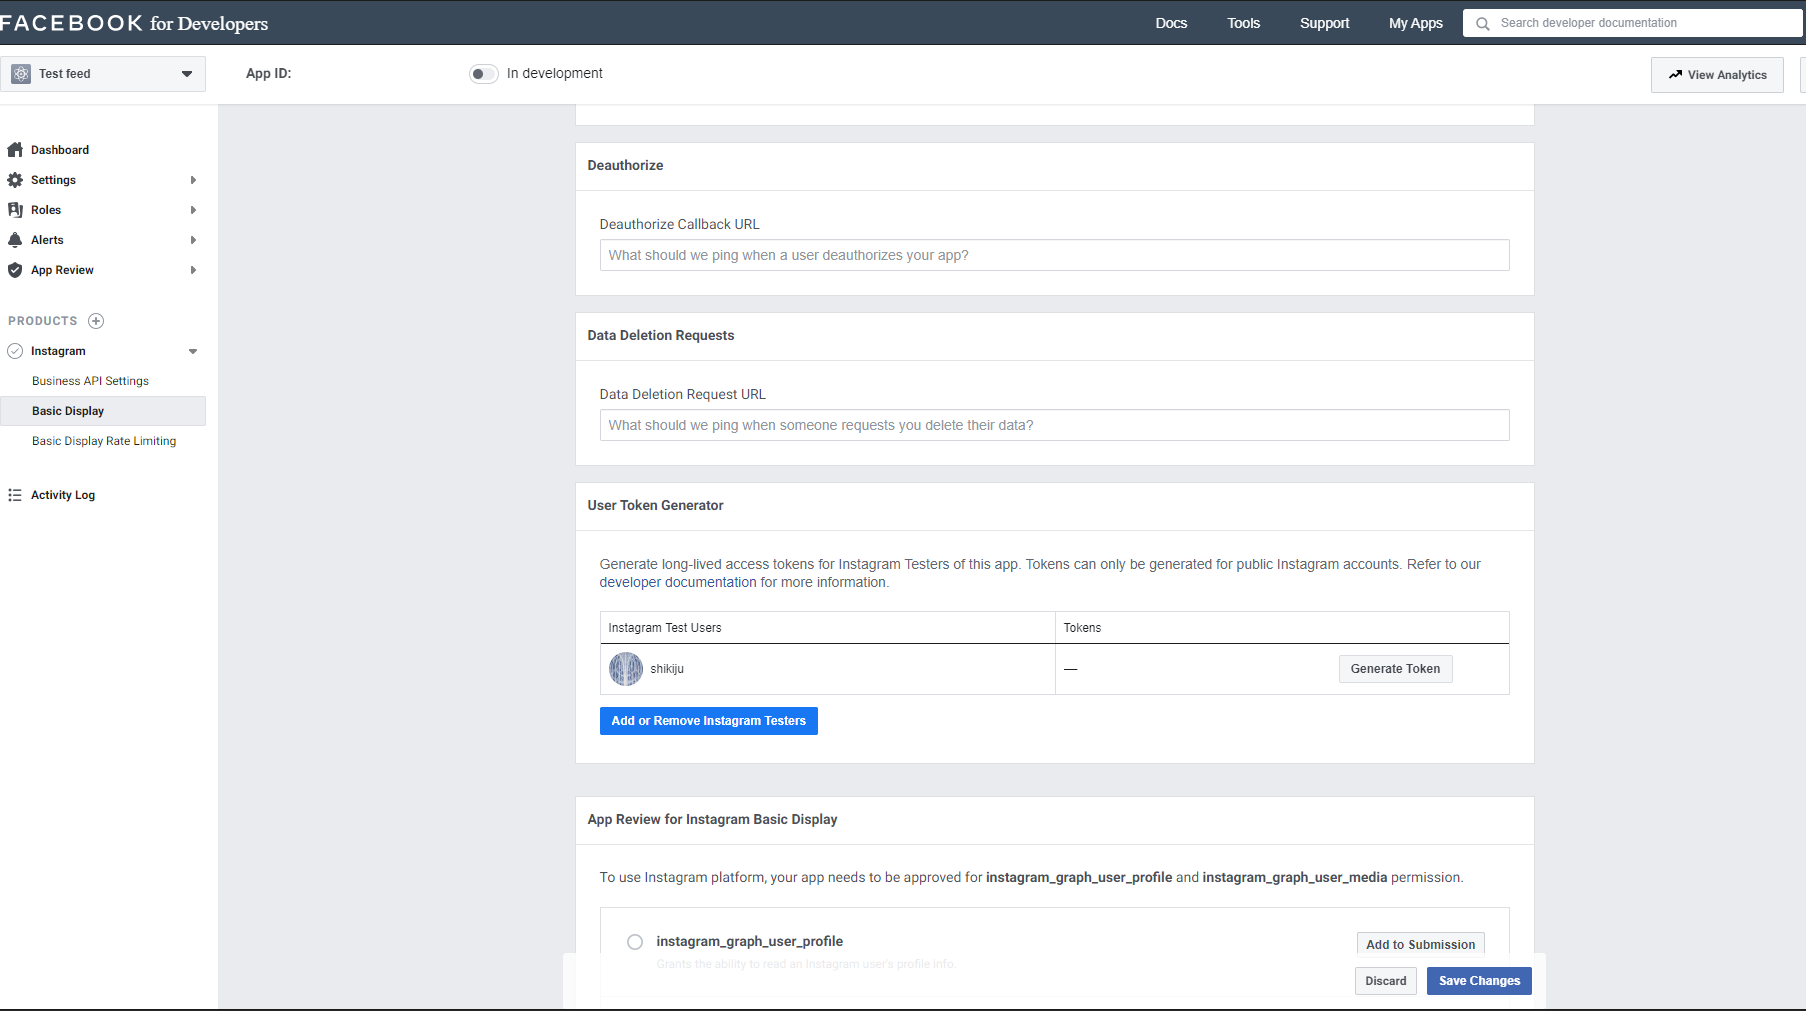 FACEBOOK for Developers
Docs
Tools
Support
My Apps
Search developer documentation
Test feed
App ID:
In development
View Analytics
Dashboard
Settings
Roles
Alerts
App Review
PRODUCTS
Instagram
Business API Settings
Basic Display
Basic Display Rate Limiting
Activity Log
Deauthorize
Deauthorize Callback URL
What should we ping when a user deauthorizes your app?
Data Deletion Requests
Data Deletion Request URL
What should we ping when someone requests you delete their data?
User Token Generator
Generate long-lived access tokens for Instagram Testers of this app. Tokens can only be generated for public Instagram accounts. Refer to our
developer documentation for more information.
Instagram Test Users
Tokens
shikiju
—
Generate Token
Add or Remove Instagram Testers
App Review for Instagram Basic Display
To use Instagram platform, your app needs to be approved for instagram_graph_user_profile and instagram_graph_user_media permission.
instagram_graph_user_profile
Add to Submission
Grants the ability to read an Instagram user's profile info.
Discard
Save Changes